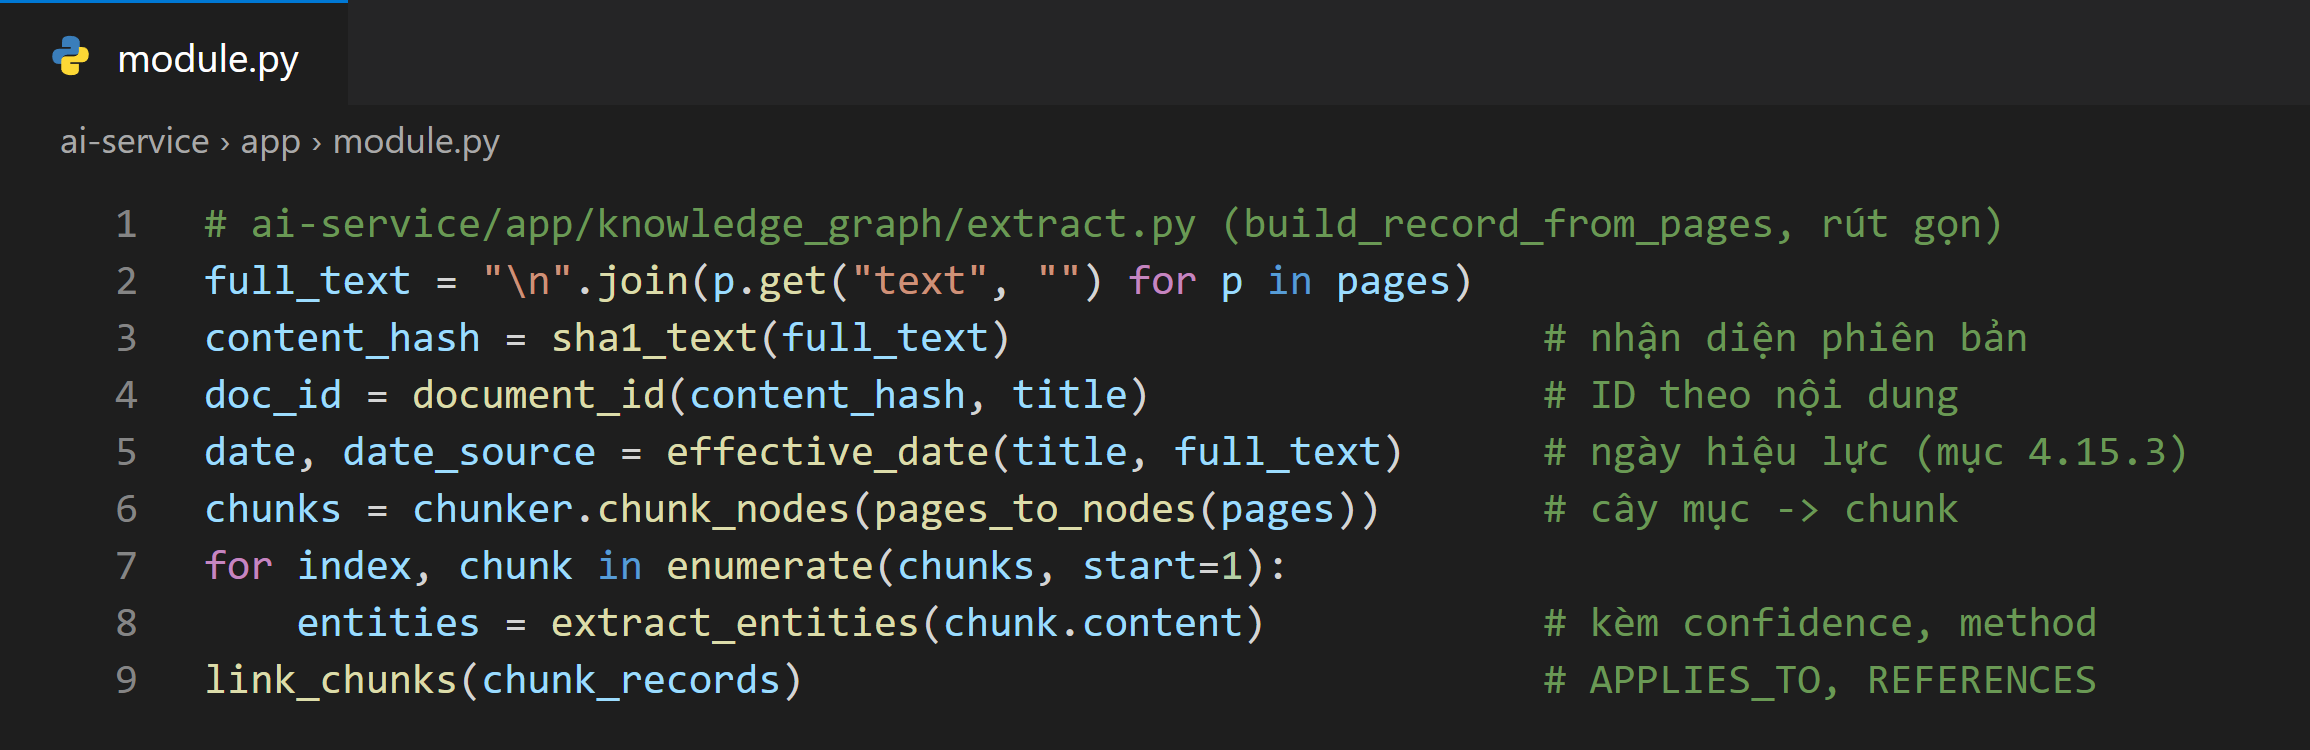 module.py
ai-service › app › module.py
1 # ai-service/app/knowledge_graph/extract.py (build_record_from_pages, rút gọn)
2 full_text = "\n".join(p.get("text", "") for p in pages)
3 content_hash = sha1_text(full_text) # nhận diện phiên bản
4 doc_id = document_id(content_hash, title) # ID theo nội dung
5 date, date_source = effective_date(title, full_text) # ngày hiệu lực (mục 4.15.3)
6 chunks = chunker.chunk_nodes(pages_to_nodes(pages)) # cây mục -> chunk
7 for index, chunk in enumerate(chunks, start=1):
8     entities = extract_entities(chunk.content) # kèm confidence, method
9 link_chunks(chunk_records) # APPLIES_TO, REFERENCES